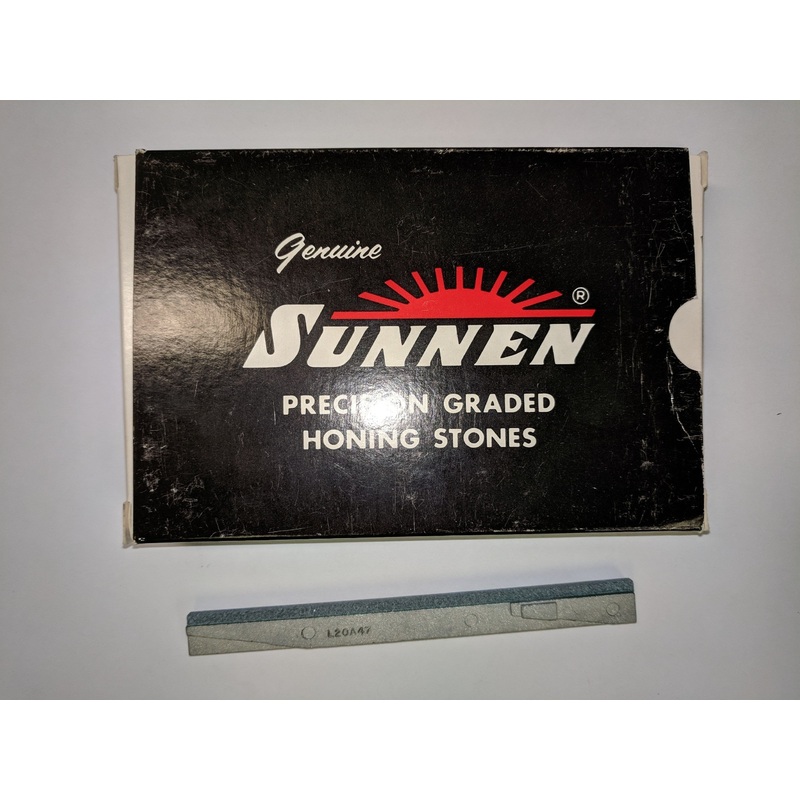 Genuine
SUNNEN®
PRECISION GRADED
HONING STONES
L20A47